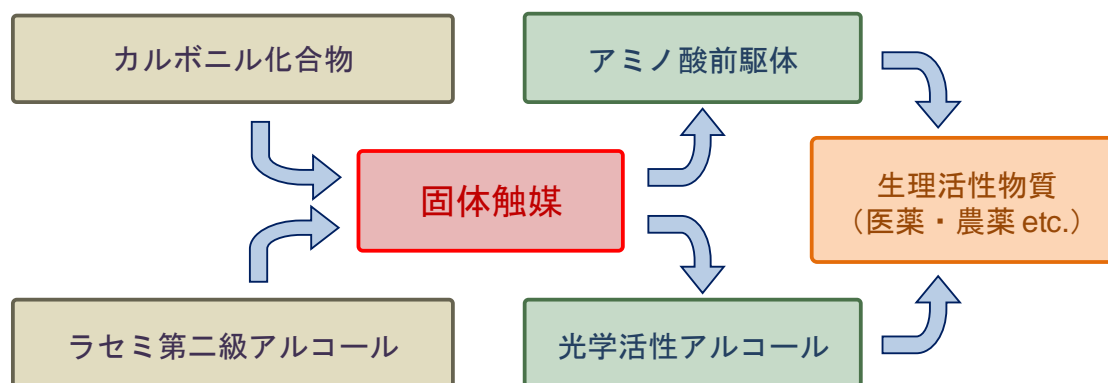 カルボニル化合物
アミノ酸前駆体
固体触媒
生理活性物質
（医薬・農薬 etc.）
ラセミ第二級アルコール
光学活性アルコール